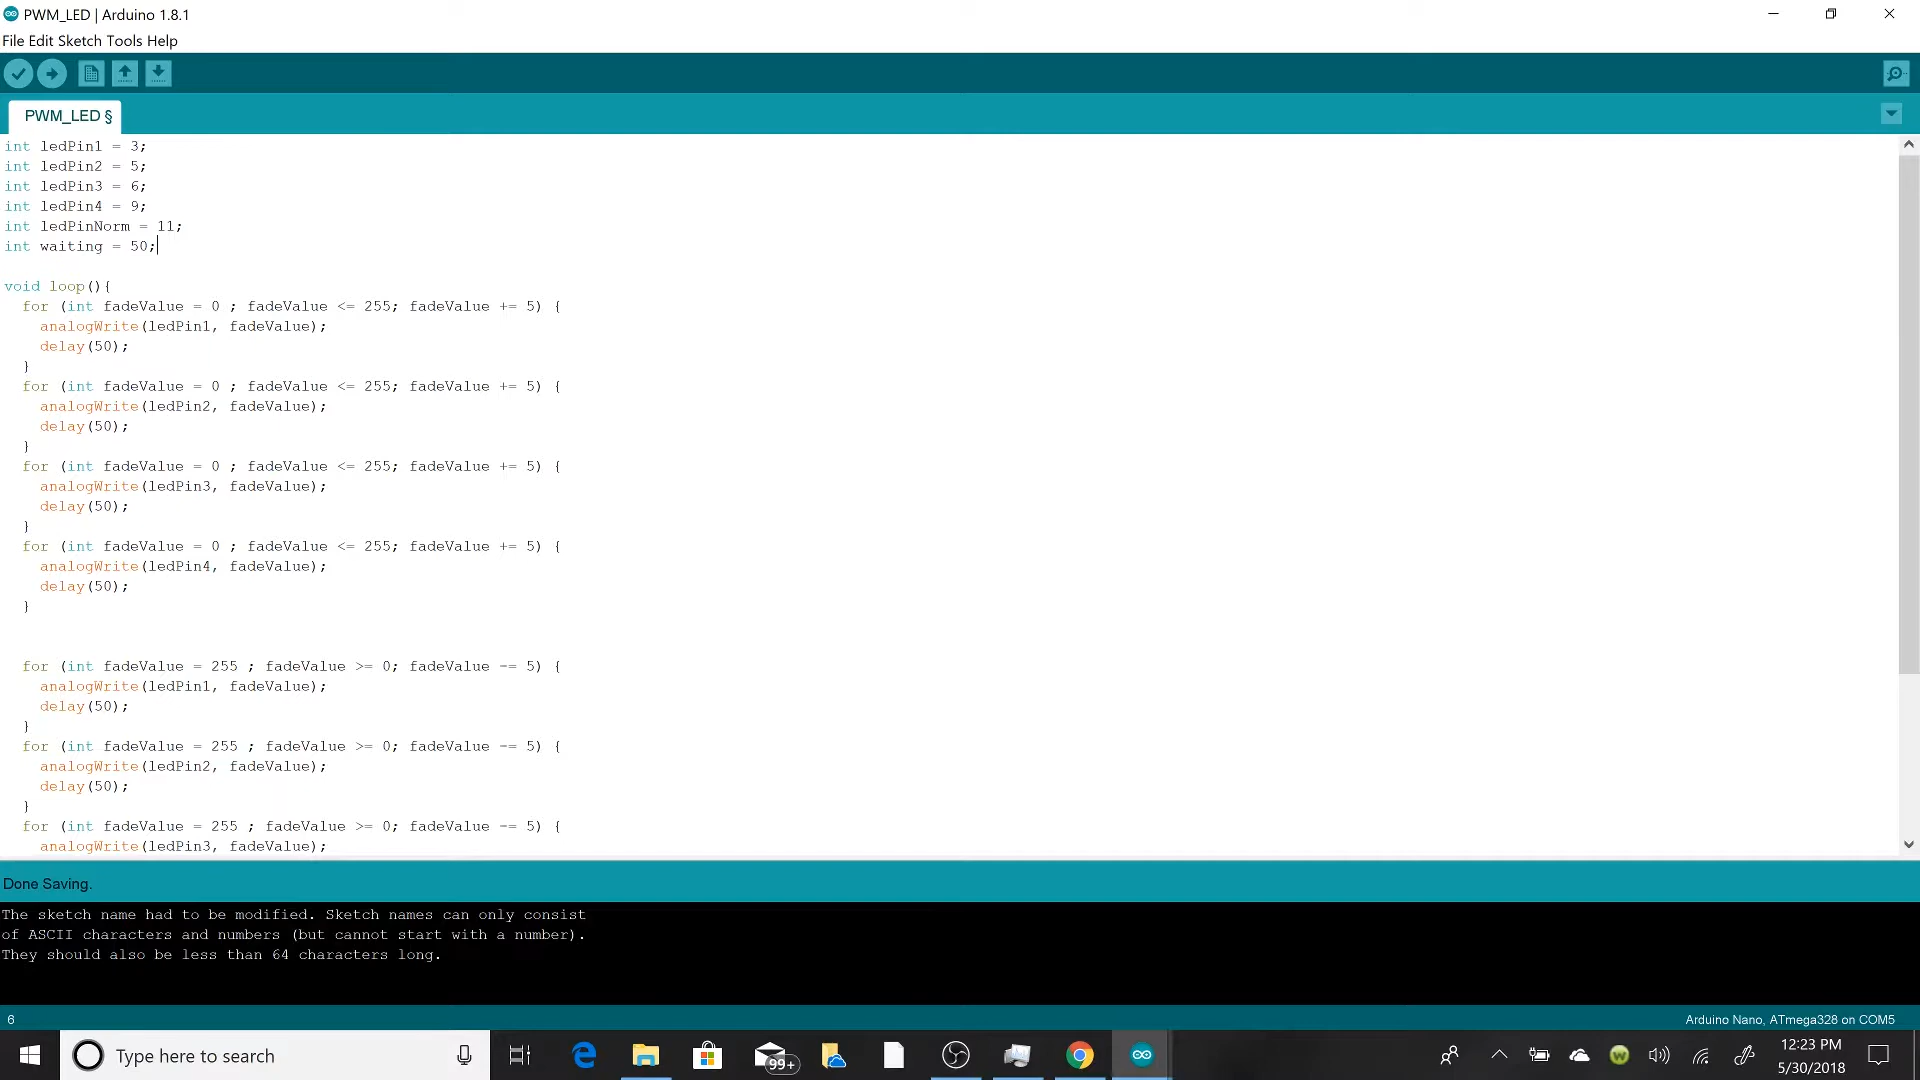 PWM_LED | Arduino 1.8.1
File Edit Sketch Tools Help
PWM_LED §
int ledPin1 = 3;
int ledPin2 = 5;
int ledPin3 = 6;
int ledPin4 = 9;
int ledPinNorm = 11;
int waiting = 50;
void loop(){
for (int fadeValue = 0 ; fadeValue <= 255; fadeValue += 5) {
analogWrite(ledPin1, fadeValue);
delay(50);
}
for (int fadeValue = 0 ; fadeValue <= 255; fadeValue += 5) {
analogWrite(ledPin2, fadeValue);
delay(50);
}
for (int fadeValue = 0 ; fadeValue <= 255; fadeValue += 5) {
analogWrite(ledPin3, fadeValue);
delay(50);
}
for (int fadeValue = 0 ; fadeValue <= 255; fadeValue += 5) {
analogWrite(ledPin4, fadeValue);
delay(50);
}
for (int fadeValue = 255 ; fadeValue >= 0; fadeValue -= 5) {
analogWrite(ledPin1, fadeValue);
delay(50);
}
for (int fadeValue = 255 ; fadeValue >= 0; fadeValue -= 5) {
analogWrite(ledPin2, fadeValue);
delay(50);
}
for (int fadeValue = 255 ; fadeValue >= 0; fadeValue -= 5) {
analogWrite(ledPin3, fadeValue);
Done Saving.
The sketch name had to be modified. Sketch names can only consist
of ASCII characters and numbers (but cannot start with a number).
They should also be less than 64 characters long.
6
Arduino Nano, ATmega328 on COM5
Type here to search
99+
W
12:23 PM
5/30/2018